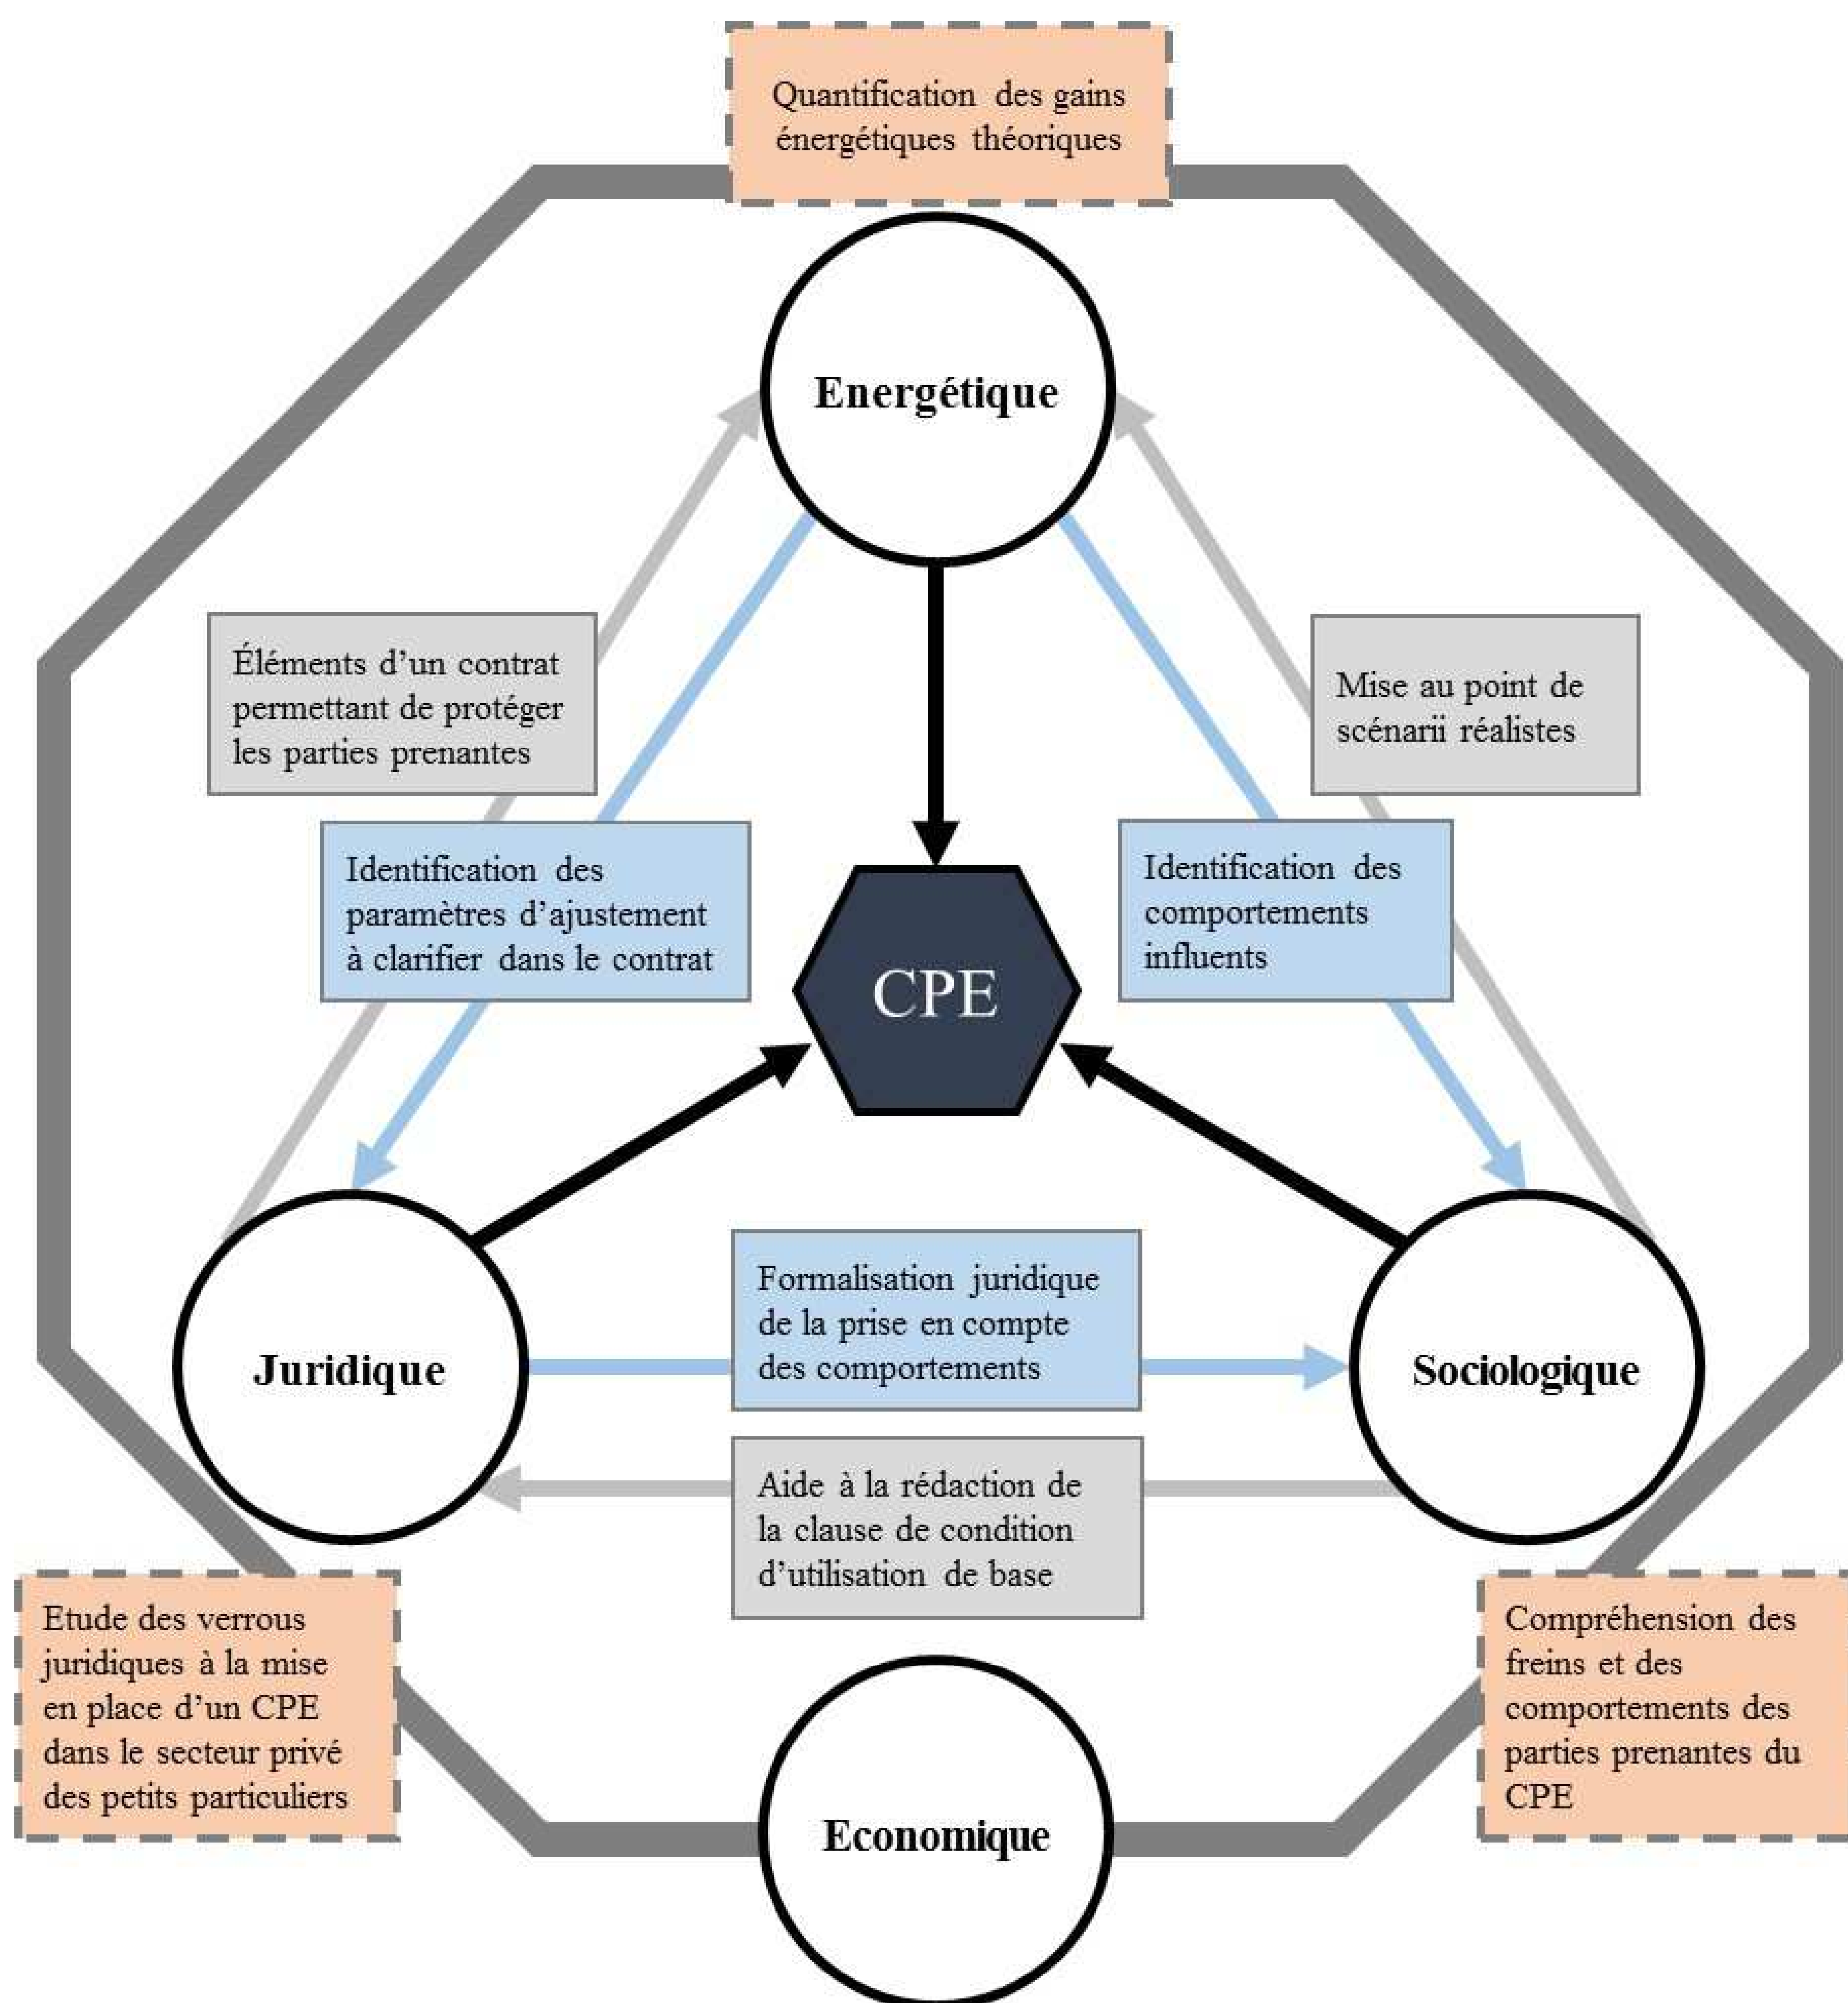 Quantification des gains
énergétiques théoriques
Energétique
Éléments d’un contrat
permettant de protéger
les parties prenantes
Mise au point de
scénarii réalistes
Identification des
paramètres d’ajustement
à clarifier dans le contrat
Identification des
comportements
influents
CPE
Juridique
Formalisation juridique
de la prise en compte
des comportements
Sociologique
Aide à la rédaction de
la clause de condition
d’utilisation de base
Etude des verrous
juridiques à la mise
en place d’un CPE
dans le secteur privé
des petits particuliers
Compréhension des
freins et des
comportements des
parties prenantes du
CPE
Economique